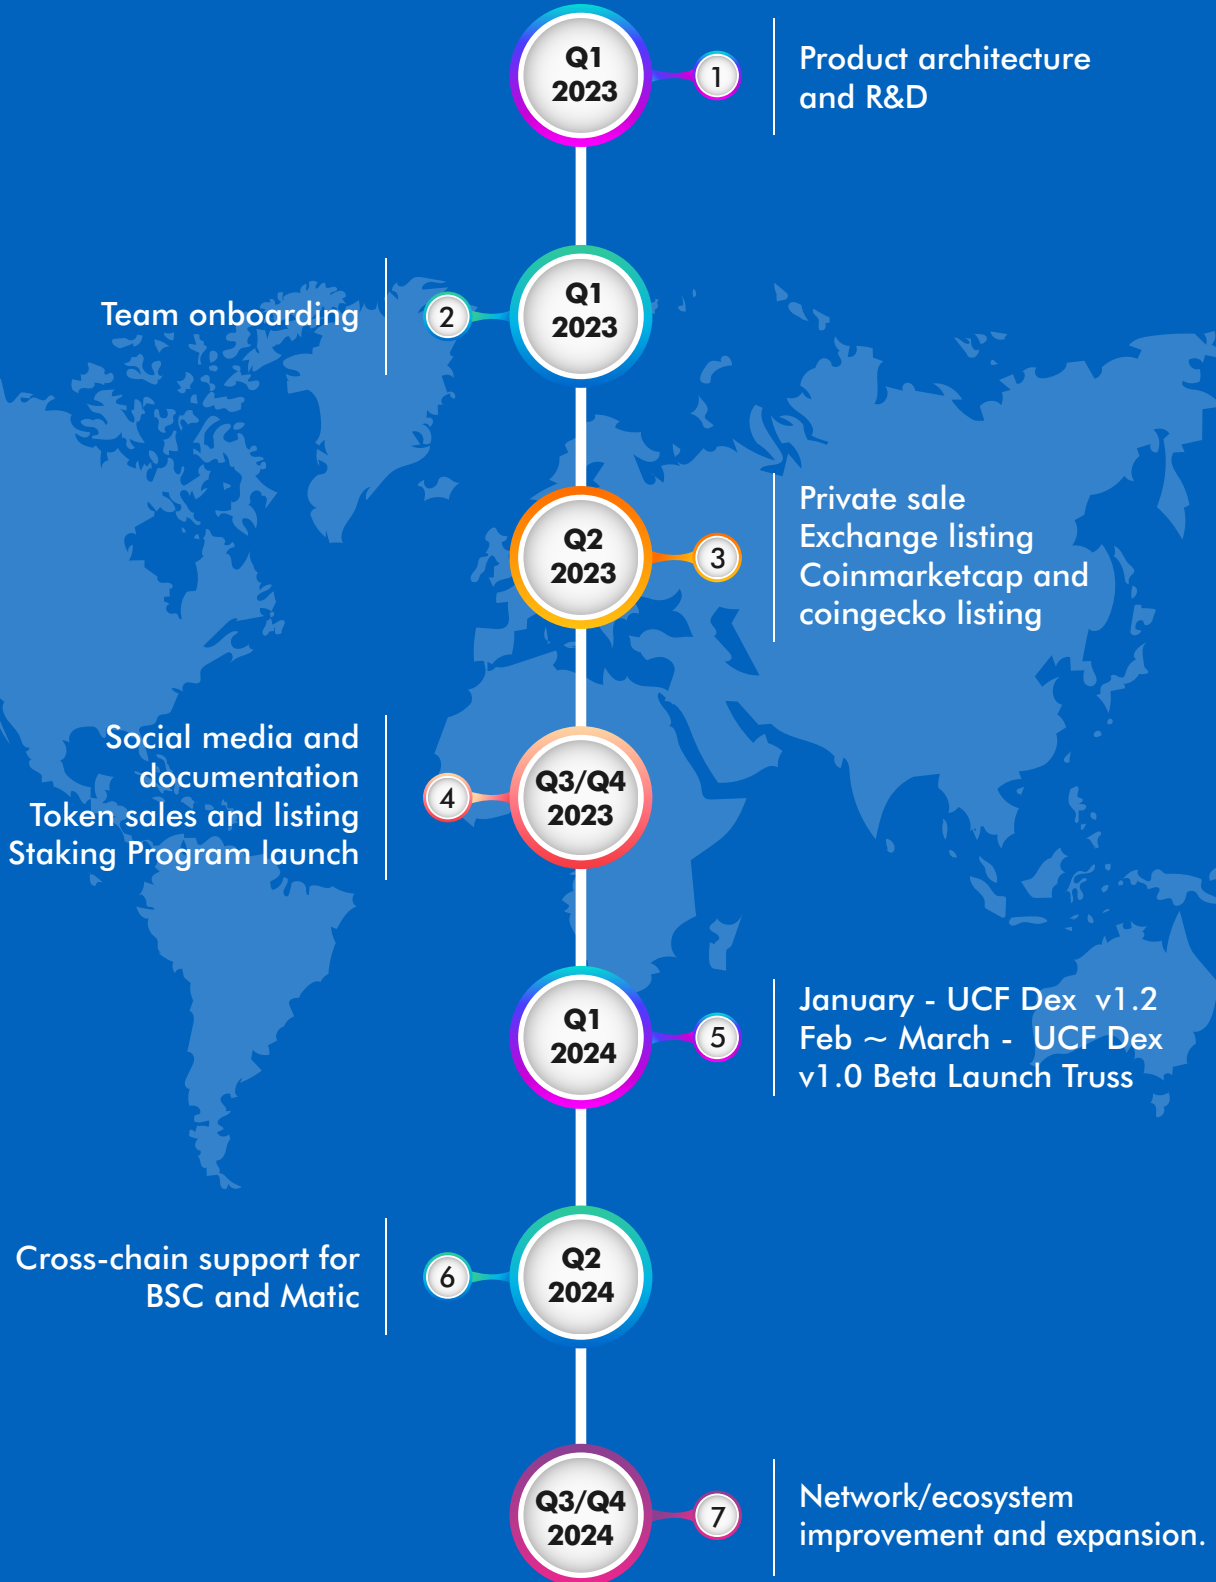 Q1
2023
1
Product architecture
and R&D
Team onboarding
2
Q1
2023
Q2
2023
3
Private sale
Exchange listing
Coinmarketcap and
coingecko listing
Social media and
documentation
Token sales and listing
Staking Program launch
4
Q3/Q4
2023
Q1
2024
5
January - UCF Dex  v1.2
Feb ~ March -  UCF Dex
v1.0 Beta Launch Truss
Cross-chain support for
BSC and Matic
6
Q2
2024
Q3/Q4
2024
7
Network/ecosystem
improvement and expansion.